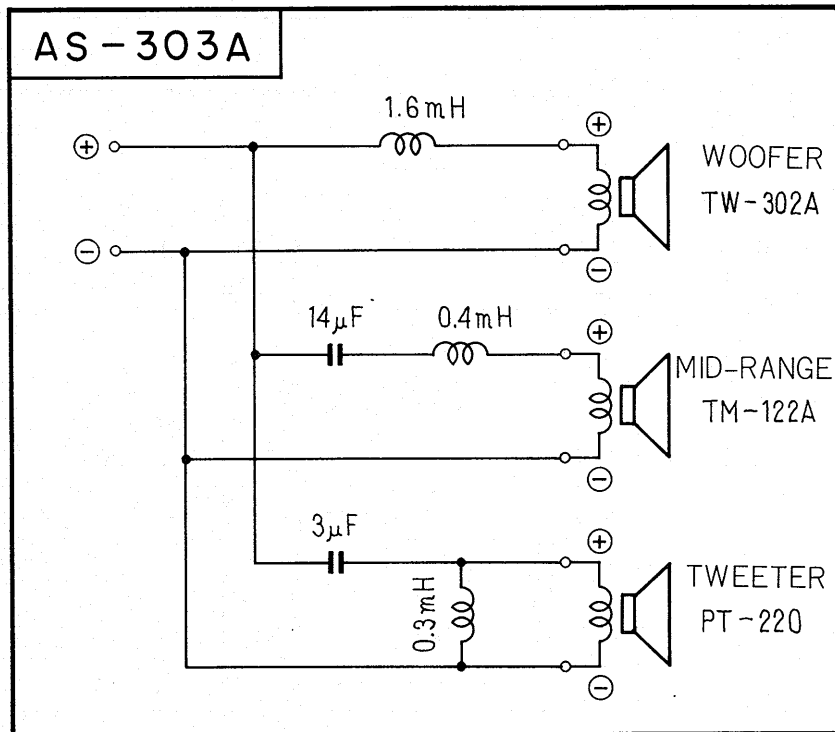 AS-303A
1.6mH
⊕
⊕
WOOFER
TW-302A
⊖
⊖
14μF
0.4mH
⊕
MID-RANGE
TM-122A
⊖
3μF
⊕
0.3mH
TWEETER
PT-220
⊖